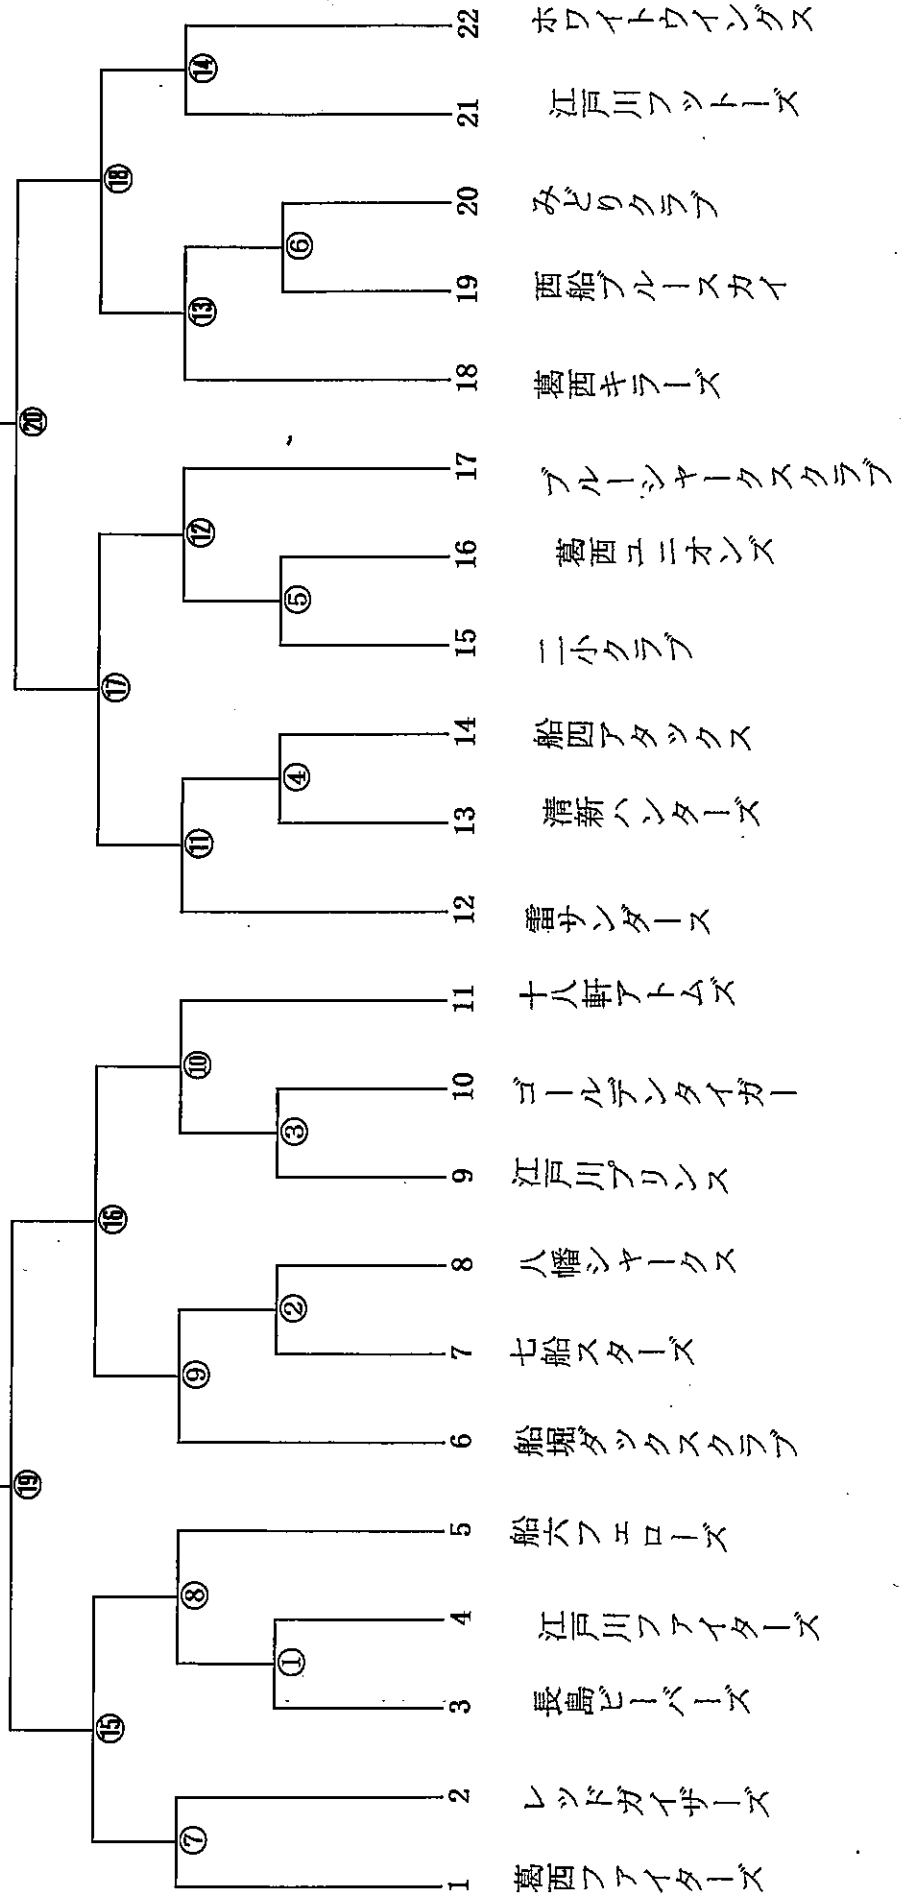 ⑲
⑳
⑮
⑯
⑰
⑱
⑦
⑧
⑨
⑩
⑪
⑫
⑬
⑭
①
②
③
④
⑤
⑥
1 葛西ファイターズ
2 レッドガイザーズ
3 長島ビーバーズ
4 江戸川ファイターズ
5 船六フェローズ
6 船堀ダックスクラブ
7 七船スターズ
8 八幡シャークス
9 江戸川プリンス
10 ゴールデンタイガー
11 十八軒アトムズ
12 雷サンダース
13 清新ハンターズ
14 船四アタックス
15 二小クラブ
16 葛西ユニオンズ
17 ブルーシャークスクラブ
18 葛西キラーズ
19 西船ブルースカイ
20 みどりクラブ
21 江戸川フットーズ
22 ホワイトウイングス